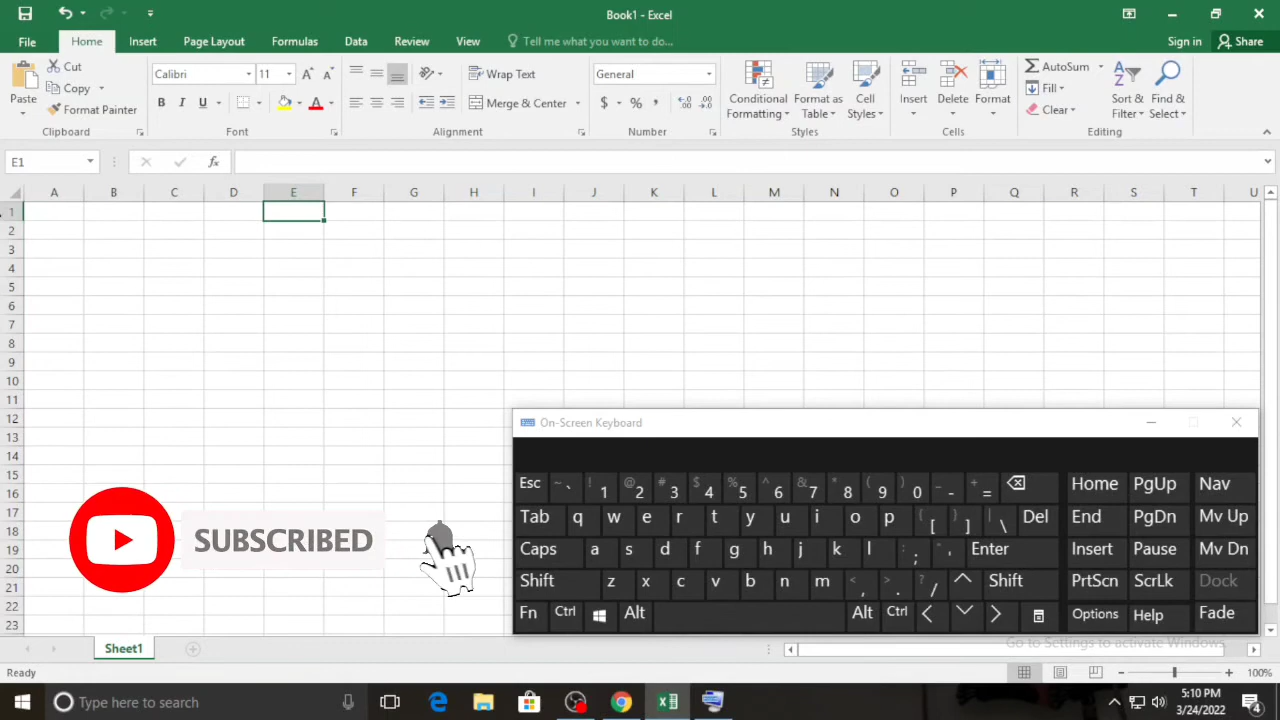 Book1 - Excel
File Home Insert Page Layout Formulas Data Review View Tell me what you want to do... Sign in Share
Paste Cut Copy Format Painter Clipboard
Calibri 11 A A B I U A Font
Wrap Text Merge & Center Alignment
General $ % , Number
Conditional Formatting Format as Table Cell Styles Styles
Insert Delete Format Cells
AutoSum Fill Clear Sort & Filter Find & Select Editing
E1 fx
A B C D E F G H I J K L M N O P Q R S T U
1
2
3
4
5
6
7
8
9
10
11
12
13
14
15
16
17
18
19
20
21
22
23
On-Screen Keyboard
Esc ~ ` ! 1 @ 2 # 3 $ 4 % 5 ^ 6 & 7 * 8 ( 9 ) 0 _ - + = Home PgUp Nav
Tab q w e r t y u i o p { [ } ] | \ Del End PgDn Mv Up
Caps a s d f g h j k l : ; " ' Enter Insert Pause Mv Dn
Shift z x c v b n m < , > . ? / Shift PrtScn ScrLk Dock
Fn Ctrl Alt Alt Ctrl Options Help Fade
SUBSCRIBED
Go to Settings to activate Windows.
Sheet1
Ready 100%
Type here to search
5:10 PM
3/24/2022
4